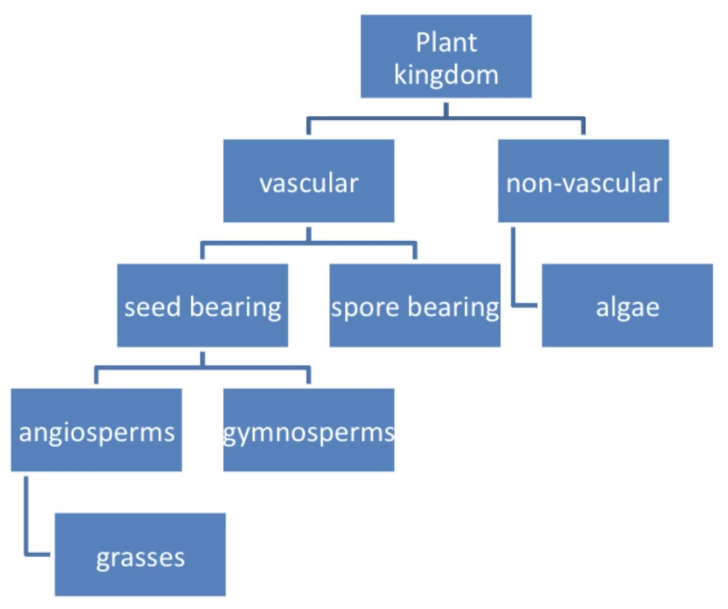 Plant
kingdom
vascular
non-vascular
seed bearing
spore bearing
algae
angiosperms
gymnosperms
grasses